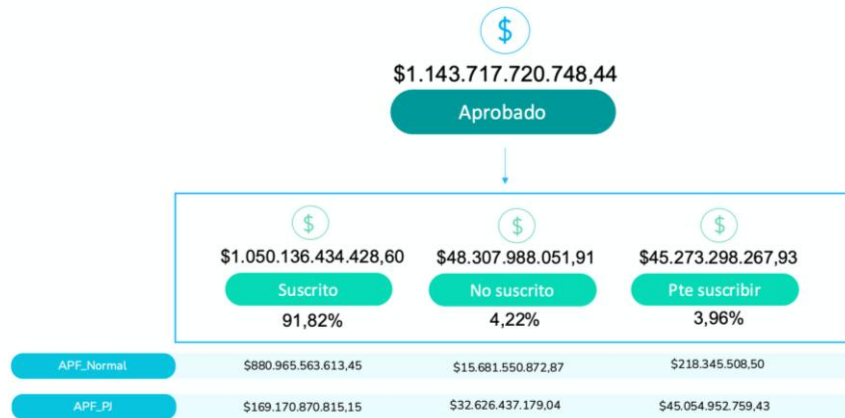 $
$1.143.717.720.748,44
Aprobado
$ $ $
$1.050.136.434.428,60 $48.307.988.051,91 $45.273.298.267,93
Suscrito No suscrito Pte suscribir
91,82% 4,22% 3,96%
APF_Normal $880.965.563.613,45 $15.681.550.872,87 $218.345.508,50
APF_PJ $169.170.870.815,15 $32.626.437.179,04 $45.054.952.759,43